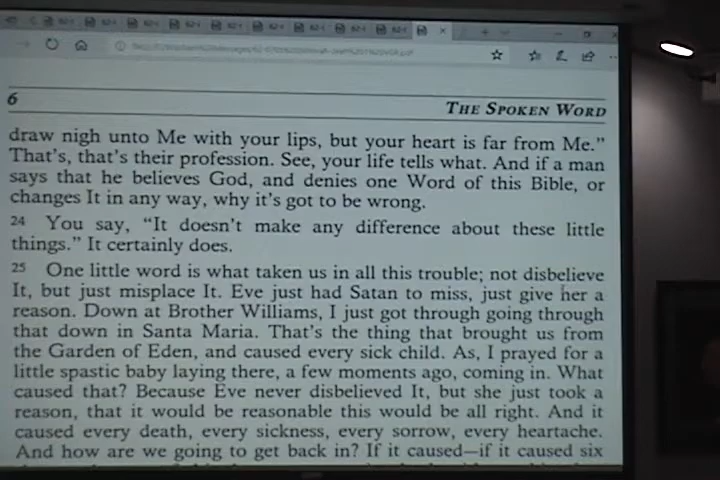 6
THE SPOKEN WORD
draw nigh unto Me with your lips, but your heart is far from Me."
That's, that's their profession. See, your life tells what. And if a man
says that he believes God, and denies one Word of this Bible, or
changes It in any way, why it's got to be wrong.
24 You say, "It doesn't make any difference about these little
things." It certainly does.
25 One little word is what taken us in all this trouble; not disbelieve
It, but just misplace It. Eve just had Satan to miss, just give her a
reason. Down at Brother Williams, I just got through going through
that down in Santa Maria. That's the thing that brought us from
the Garden of Eden, and caused every sick child. As, I prayed for a
little spastic baby laying there, a few moments ago, coming in. What
caused that? Because Eve never disbelieved It, but she just took a
reason, that it would be reasonable this would be all right. And it
caused every death, every sickness, every sorrow, every heartache.
And how are we going to get back in? If it caused—if it caused six